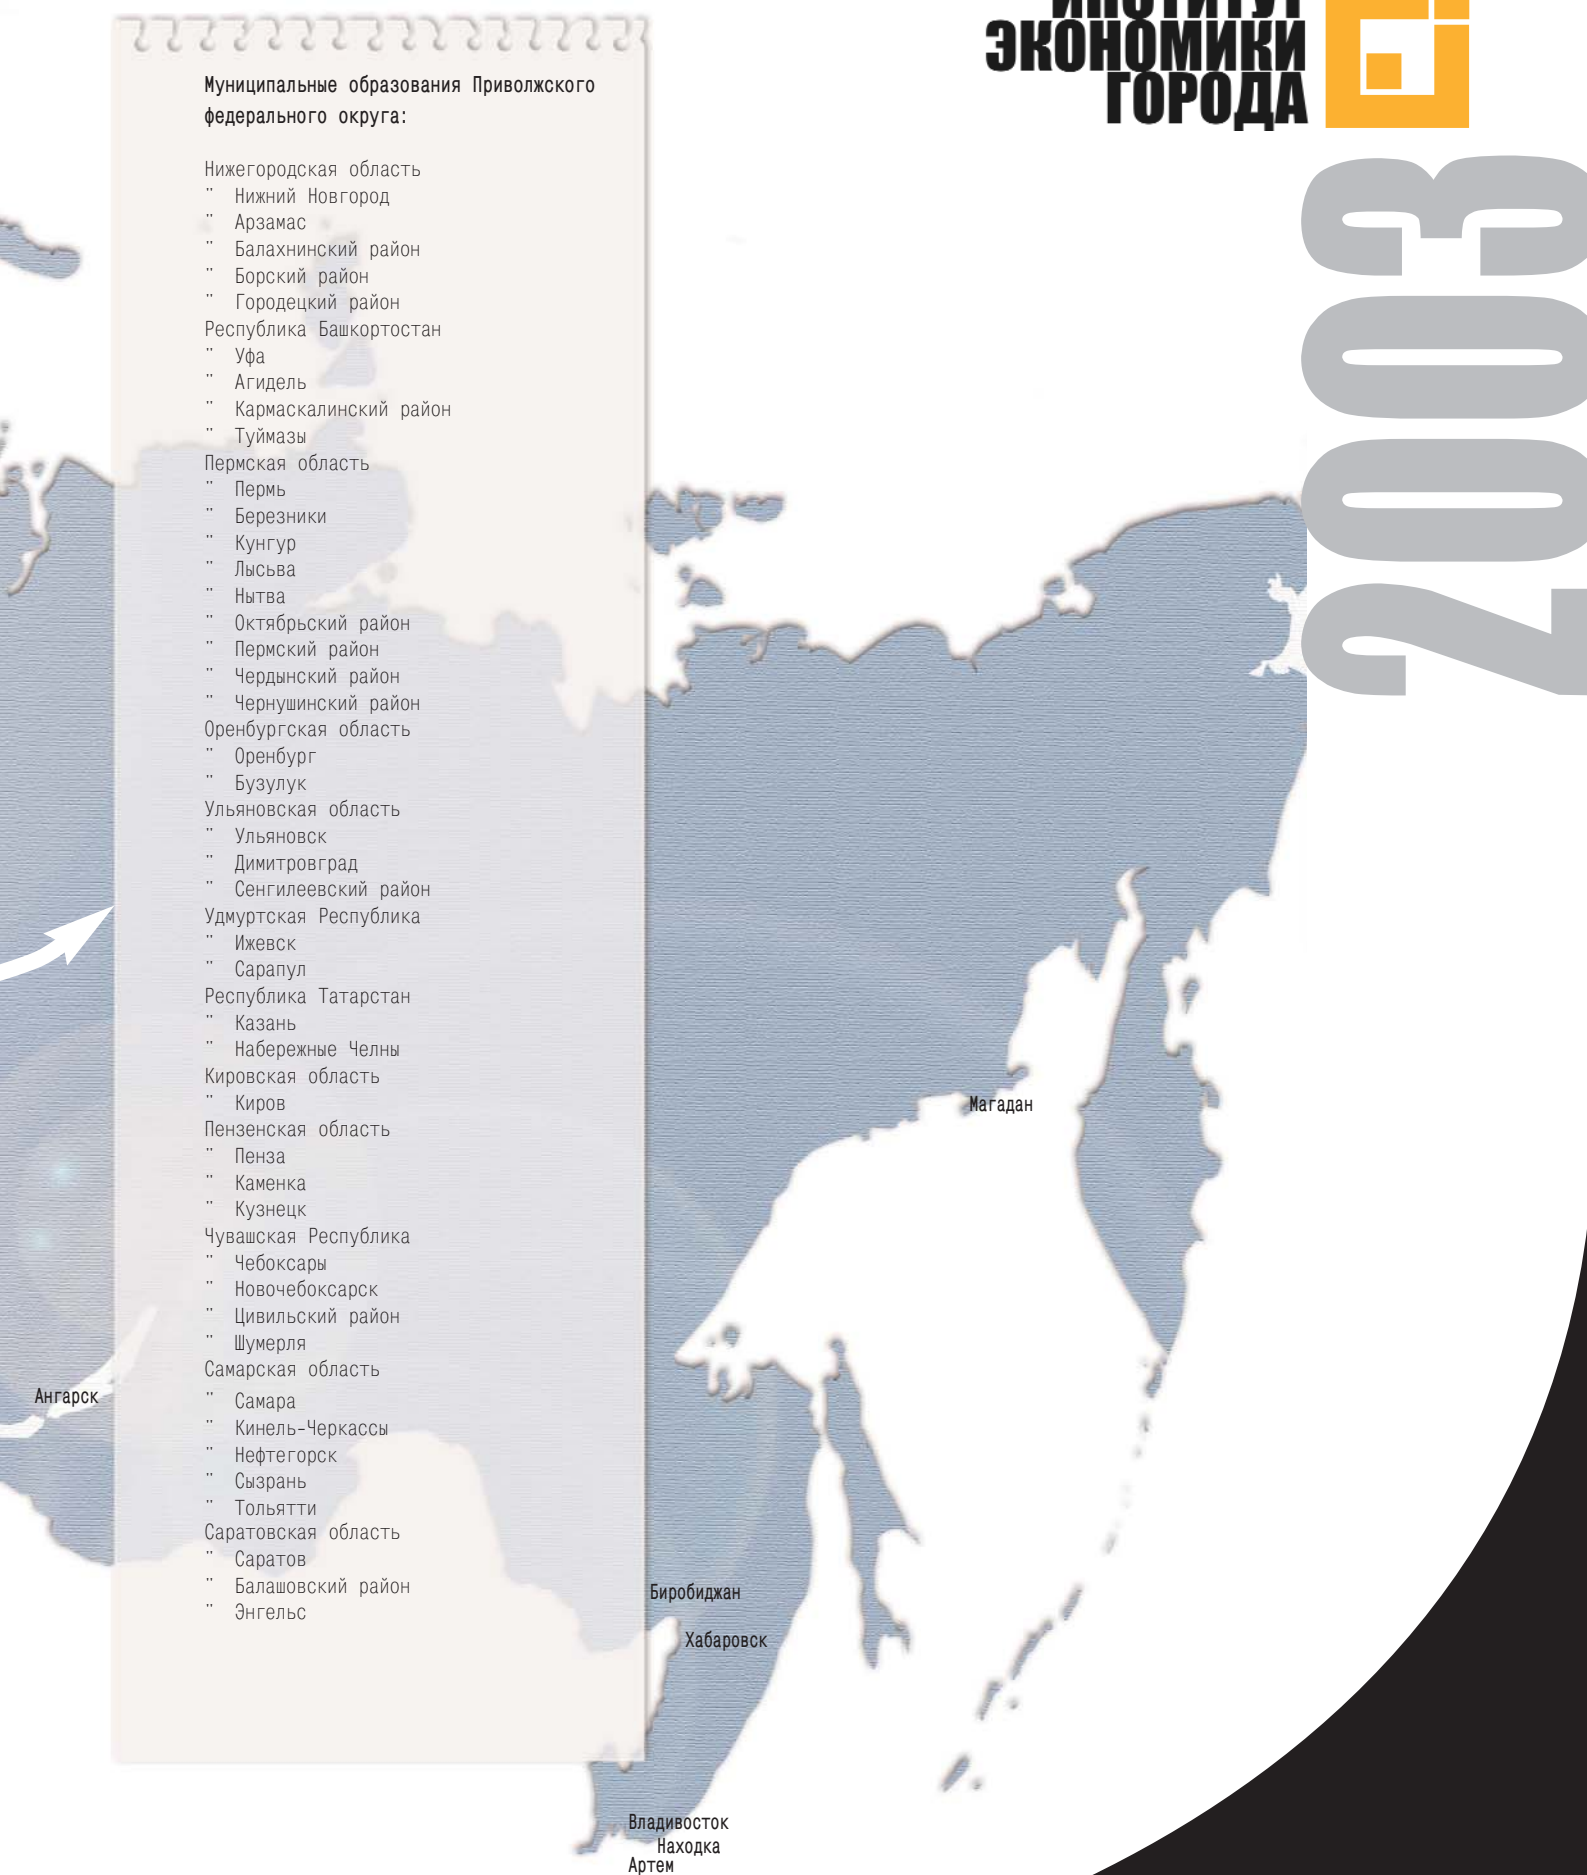 ИНСТИТУТ
ЭКОНОМИКИ
ГОРОДА
2003
Муниципальные образования Приволжского
федерального округа:
Нижегородская область
" Нижний Новгород
" Арзамас
" Балахнинский район
" Борский район
" Городецкий район
Республика Башкортостан
" Уфа
" Агидель
" Кармаскалинский район
" Туймазы
Пермская область
" Пермь
" Березники
" Кунгур
" Лысьва
" Нытва
" Октябрьский район
" Пермский район
" Чердынский район
" Чернушинский район
Оренбургская область
" Оренбург
" Бузулук
Ульяновская область
" Ульяновск
" Димитровград
" Сенгилеевский район
Удмуртская Республика
" Ижевск
" Сарапул
Республика Татарстан
" Казань
" Набережные Челны
Кировская область
" Киров
Пензенская область
" Пенза
" Каменка
" Кузнецк
Чувашская Республика
" Чебоксары
" Новочебоксарск
" Цивильский район
" Шумерля
Самарская область
" Самара
" Кинель-Черкассы
" Нефтегорск
" Сызрань
" Тольятти
Саратовская область
" Саратов
" Балашовский район
" Энгельс
Магадан
Ангарск
Биробиджан
Хабаровск
Владивосток
Находка
Артем